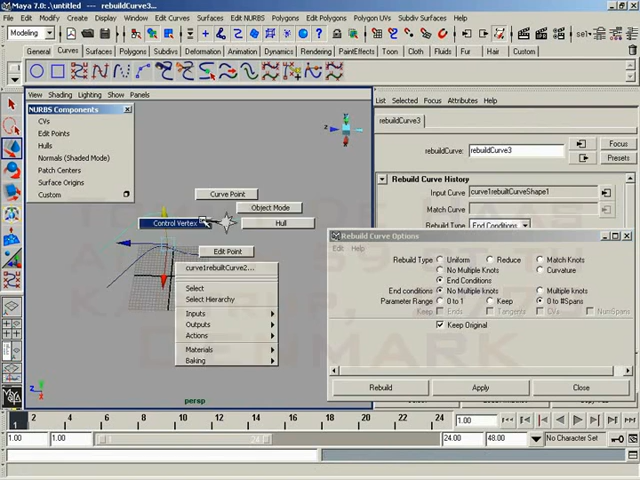 Maya 7.0: .\untitled --- rebuildCurve3...
File Edit Modify Create Display Window Edit Curves Surfaces Edit NURBS Polygons Edit Polygons Polygon UVs Subdiv Surfaces Help
Modeling
sel
General Curves Surfaces Polygons Subdivs Deformation Animation Dynamics Rendering PaintEffects Toon Cloth Fluids Fur Hair Custom
View Shading Lighting Show Panels
List Selected Focus Attributes Help
NURBS Components
CVs
Edit Points
Hulls
Normals (Shaded Mode)
Patch Centers
Surface Origins
Custom
rebuildCurve3
rebuildCurve: rebuildCurve3
Focus
Presets
Rebuild Curve History
Input Curve curve1rebuiltCurveShape1
Match Curve
Rebuild Type End Conditions
Curve Point
Object Mode
Control Vertex
Hull
Edit Point
curve1rebuiltCurve2...
Select
Select Hierarchy
Inputs
Outputs
Actions
Materials
Baking
Rebuild Curve Options
Edit Help
Rebuild Type Uniform Reduce Match Knots
No Multiple Knots Curvature
End Conditions
End conditions No Multiple knots Multiple knots
Parameter Range 0 to 1 Keep 0 to #Spans
Keep Ends Tangents CVs NumSpans
Keep Original
Rebuild Apply Close
persp
DENMARK
2 4 6 8 10 12 14 16 18 20 22 24
1.00
1.00 1.00 24 24.00 48.00 No Character Set